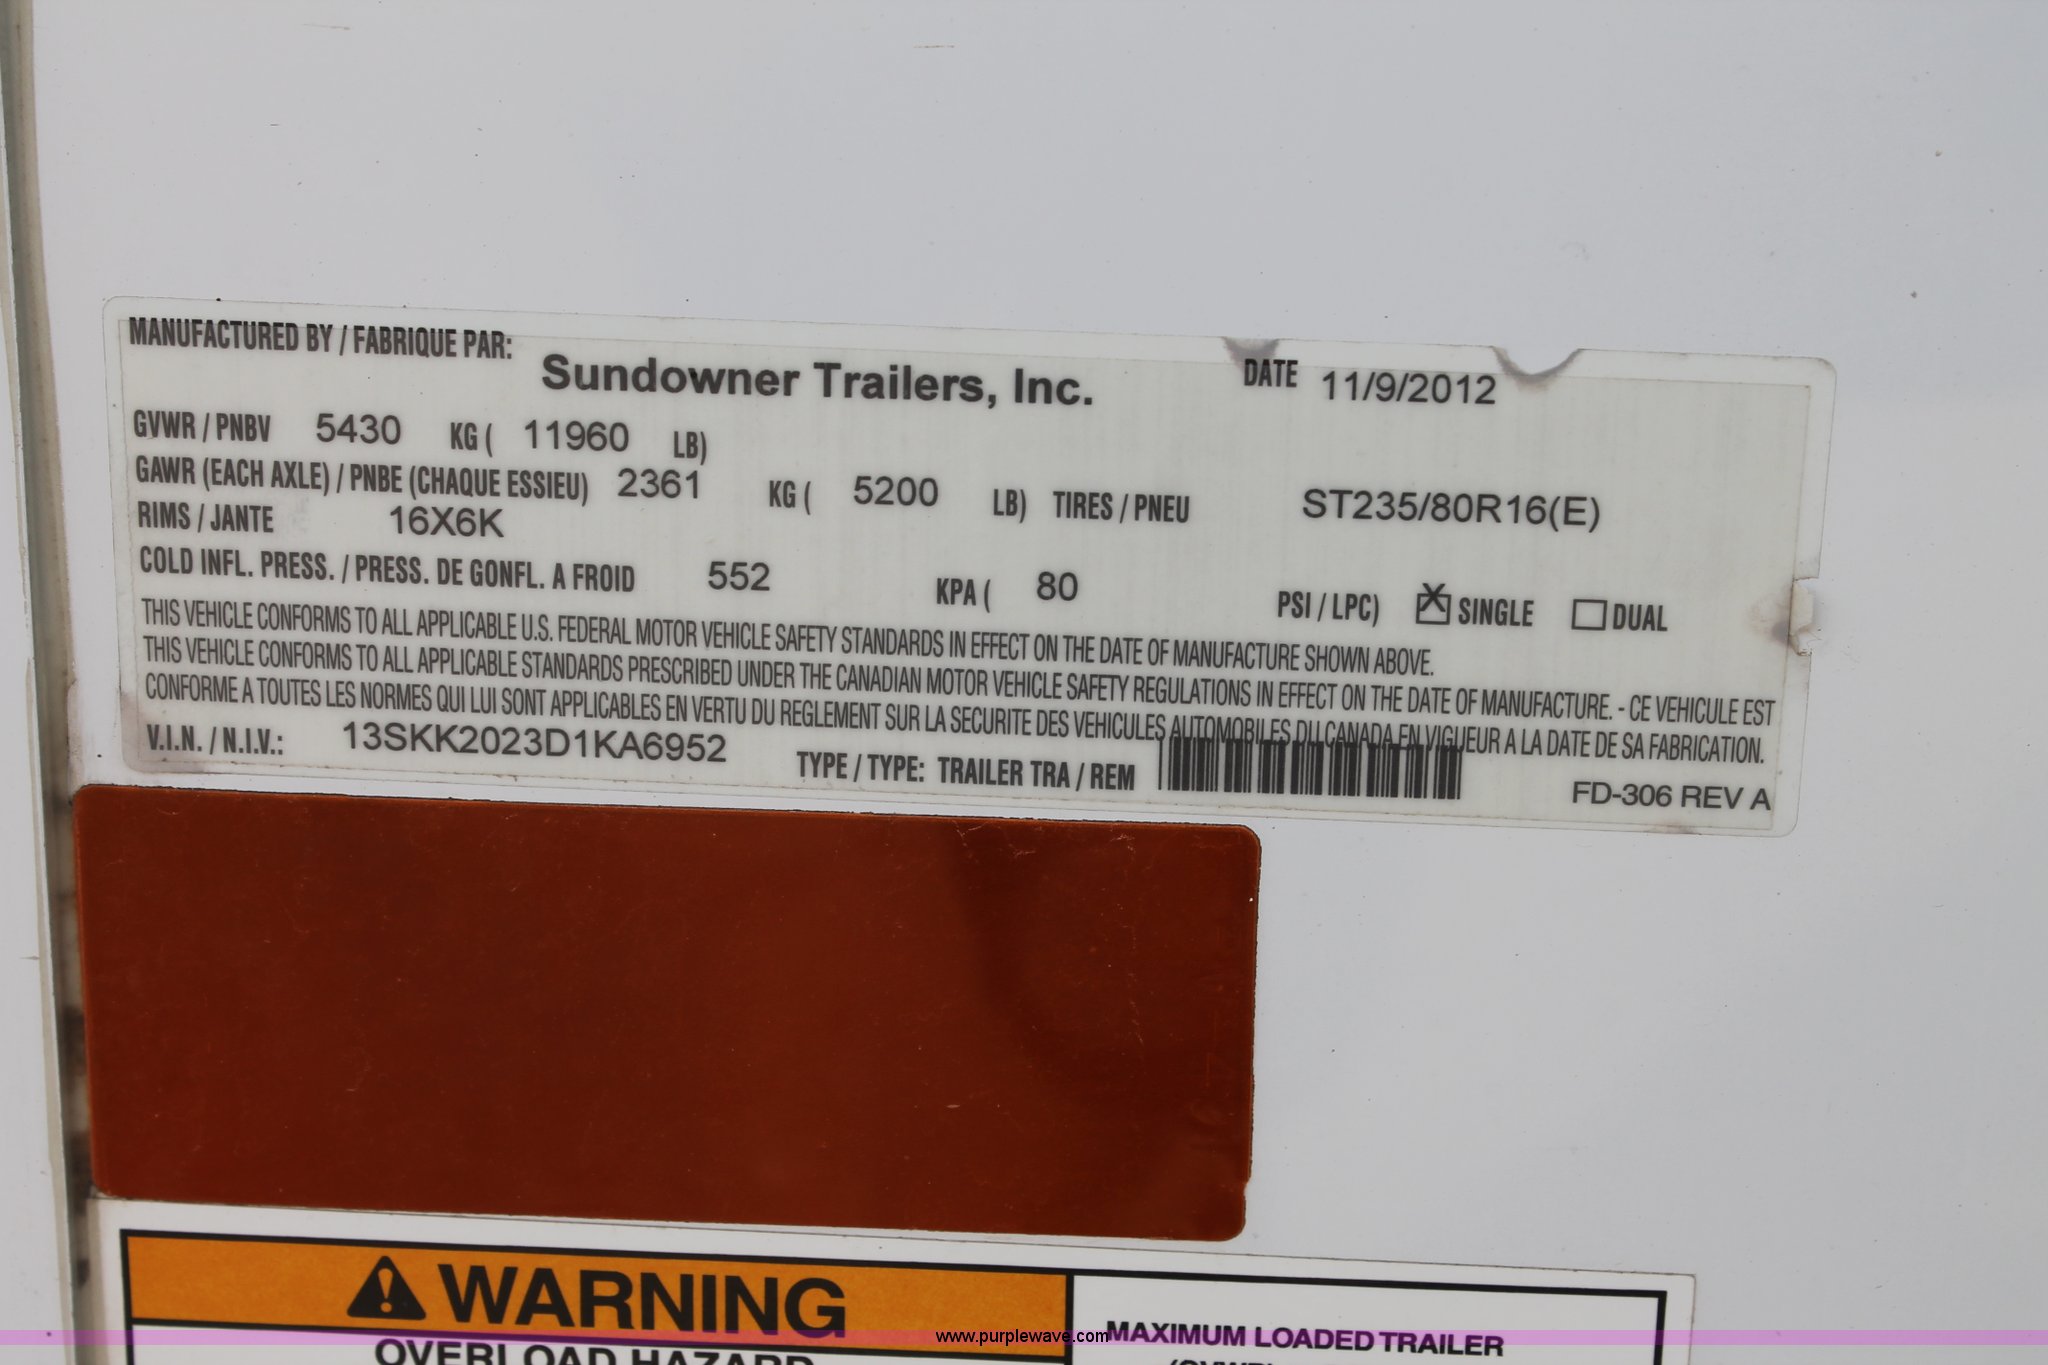 MANUFACTURED BY / FABRIQUE PAR: Sundowner Trailers, Inc. DATE 11/9/2012
GVWR / PNBV 5430 KG ( 11960 LB)
GAWR (EACH AXLE) / PNBE (CHAQUE ESSIEU) 2361 KG ( 5200 LB) TIRES / PNEU ST235/80R16(E)
RIMS / JANTE 16X6K
COLD INFL. PRESS. / PRESS. DE GONFL. A FROID 552 KPA ( 80 PSI / LPC) X SINGLE DUAL
THIS VEHICLE CONFORMS TO ALL APPLICABLE U.S. FEDERAL MOTOR VEHICLE SAFETY STANDARDS IN EFFECT ON THE DATE OF MANUFACTURE SHOWN ABOVE.
THIS VEHICLE CONFORMS TO ALL APPLICABLE STANDARDS PRESCRIBED UNDER THE CANADIAN MOTOR VEHICLE SAFETY REGULATIONS IN EFFECT ON THE DATE OF MANUFACTURE. - CE VEHICULE EST
CONFORME A TOUTES LES NORMES QUI LUI SONT APPLICABLES EN VERTU DU REGLEMENT SUR LA SECURITE DES VEHICULES AUTOMOBILES DU CANADA EN VIGUEUR A LA DATE DE SA FABRICATION.
V.I.N. / N.I.V.: 13SKK2023D1KA6952 TYPE / TYPE: TRAILER TRA / REM FD-306 REV A
WARNING
OVERLOAD HAZARD
MAXIMUM LOADED TRAILER
(GVWR)
www.purplewave.com